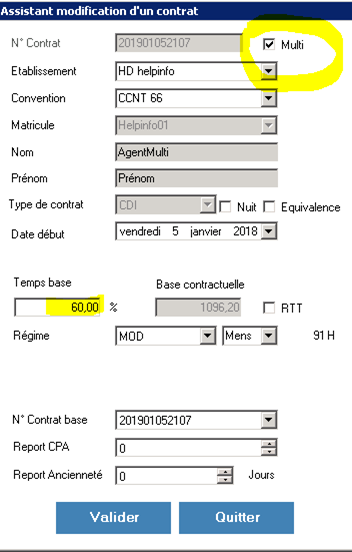 Assistant modification d'un contrat
N° Contrat 201901052107 Multi
Etablissement HD helpinfo
Convention CCNT 66
Matricule Helpinfo01
Nom AgentMulti
Prénom Prénom
Type de contrat CDI Nuit Equivalence
Date début vendredi 5 janvier 2018
Temps base Base contractuelle
60,00 % 1096,20 RTT
Régime MOD Mens 91 H
N° Contrat base 201901052107
Report CPA 0
Report Ancienneté 0 Jours
Valider Quitter